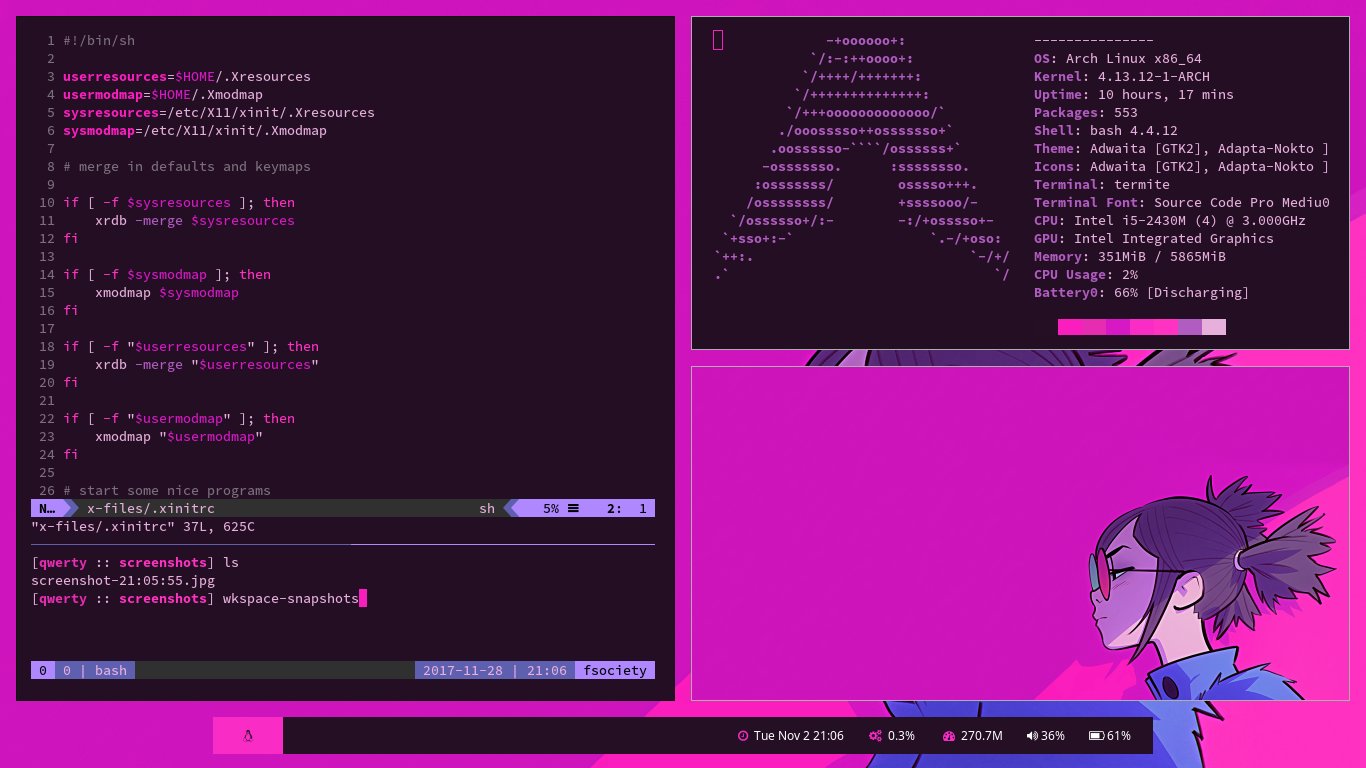 1 #!/bin/sh
2
3 userresources=$HOME/.Xresources
4 usermodmap=$HOME/.Xmodmap
5 sysresources=/etc/X11/xinit/.Xresources
6 sysmodmap=/etc/X11/xinit/.Xmodmap
7
8 # merge in defaults and keymaps
9
10 if [ -f $sysresources ]; then
11     xrdb -merge $sysresources
12 fi
13
14 if [ -f $sysmodmap ]; then
15     xmodmap $sysmodmap
16 fi
17
18 if [ -f "$userresources" ]; then
19     xrdb -merge "$userresources"
20 fi
21
22 if [ -f "$usermodmap" ]; then
23     xmodmap "$usermodmap"
24 fi
25
26 # start some nice programs
N… x-files/.xinitrc sh 5% ☰ 2: 1
"x-files/.xinitrc" 37L, 625C
[qwerty :: screenshots] ls
screenshot-21:05:55.jpg
[qwerty :: screenshots] wkspace-snapshots
0 0 | bash 2017-11-28 | 21:06 fsociety
-+oooooo+:
`/:-:++oooo+:
`/++++/+++++++:
`/++++++++++++++:
`/+++ooooooooooooo/`
./ooosssso++osssssso+`
.oossssso-````/ossssss+`
-osssssso.      :ssssssso.
:osssssss/        osssso+++.
/ossssssss/        +ssssooo/-
`/ossssso+/:-        -:/+osssso+-
`+sso+:-`                 `.-/+oso:
`++:.                           `-/+/
.`                                 `/
---------------
OS: Arch Linux x86_64
Kernel: 4.13.12-1-ARCH
Uptime: 10 hours, 17 mins
Packages: 553
Shell: bash 4.4.12
Theme: Adwaita [GTK2], Adapta-Nokto ]
Icons: Adwaita [GTK2], Adapta-Nokto ]
Terminal: termite
Terminal Font: Source Code Pro Mediu0
CPU: Intel i5-2430M (4) @ 3.000GHz
GPU: Intel Integrated Graphics
Memory: 351MiB / 5865MiB
CPU Usage: 2%
Battery0: 66% [Discharging]
Tue Nov 2 21:06 0.3% 270.7M 36% 61%